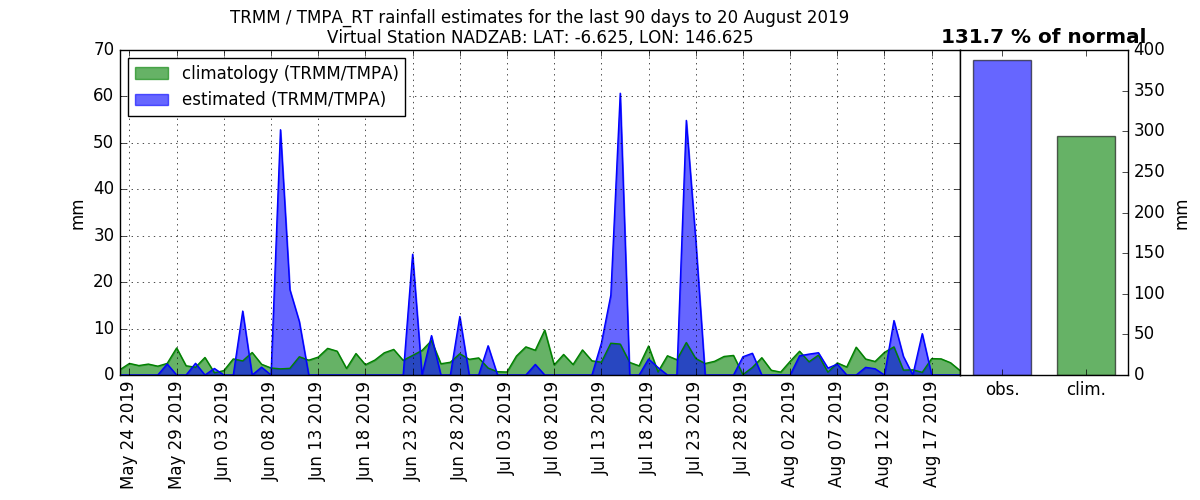 TRMM / TMPA_RT rainfall estimates for the last 90 days to 20 August 2019
Virtual Station NADZAB: LAT: -6.625, LON: 146.625
131.7 % of normal
climatology (TRMM/TMPA)
estimated (TRMM/TMPA)
70
60
50
40
30
20
10
0
mm
May 24 2019
May 29 2019
Jun 03 2019
Jun 08 2019
Jun 13 2019
Jun 18 2019
Jun 23 2019
Jun 28 2019
Jul 03 2019
Jul 08 2019
Jul 13 2019
Jul 18 2019
Jul 23 2019
Jul 28 2019
Aug 02 2019
Aug 07 2019
Aug 12 2019
Aug 17 2019
obs.
clim.
400
350
300
250
200
150
100
50
0
mm